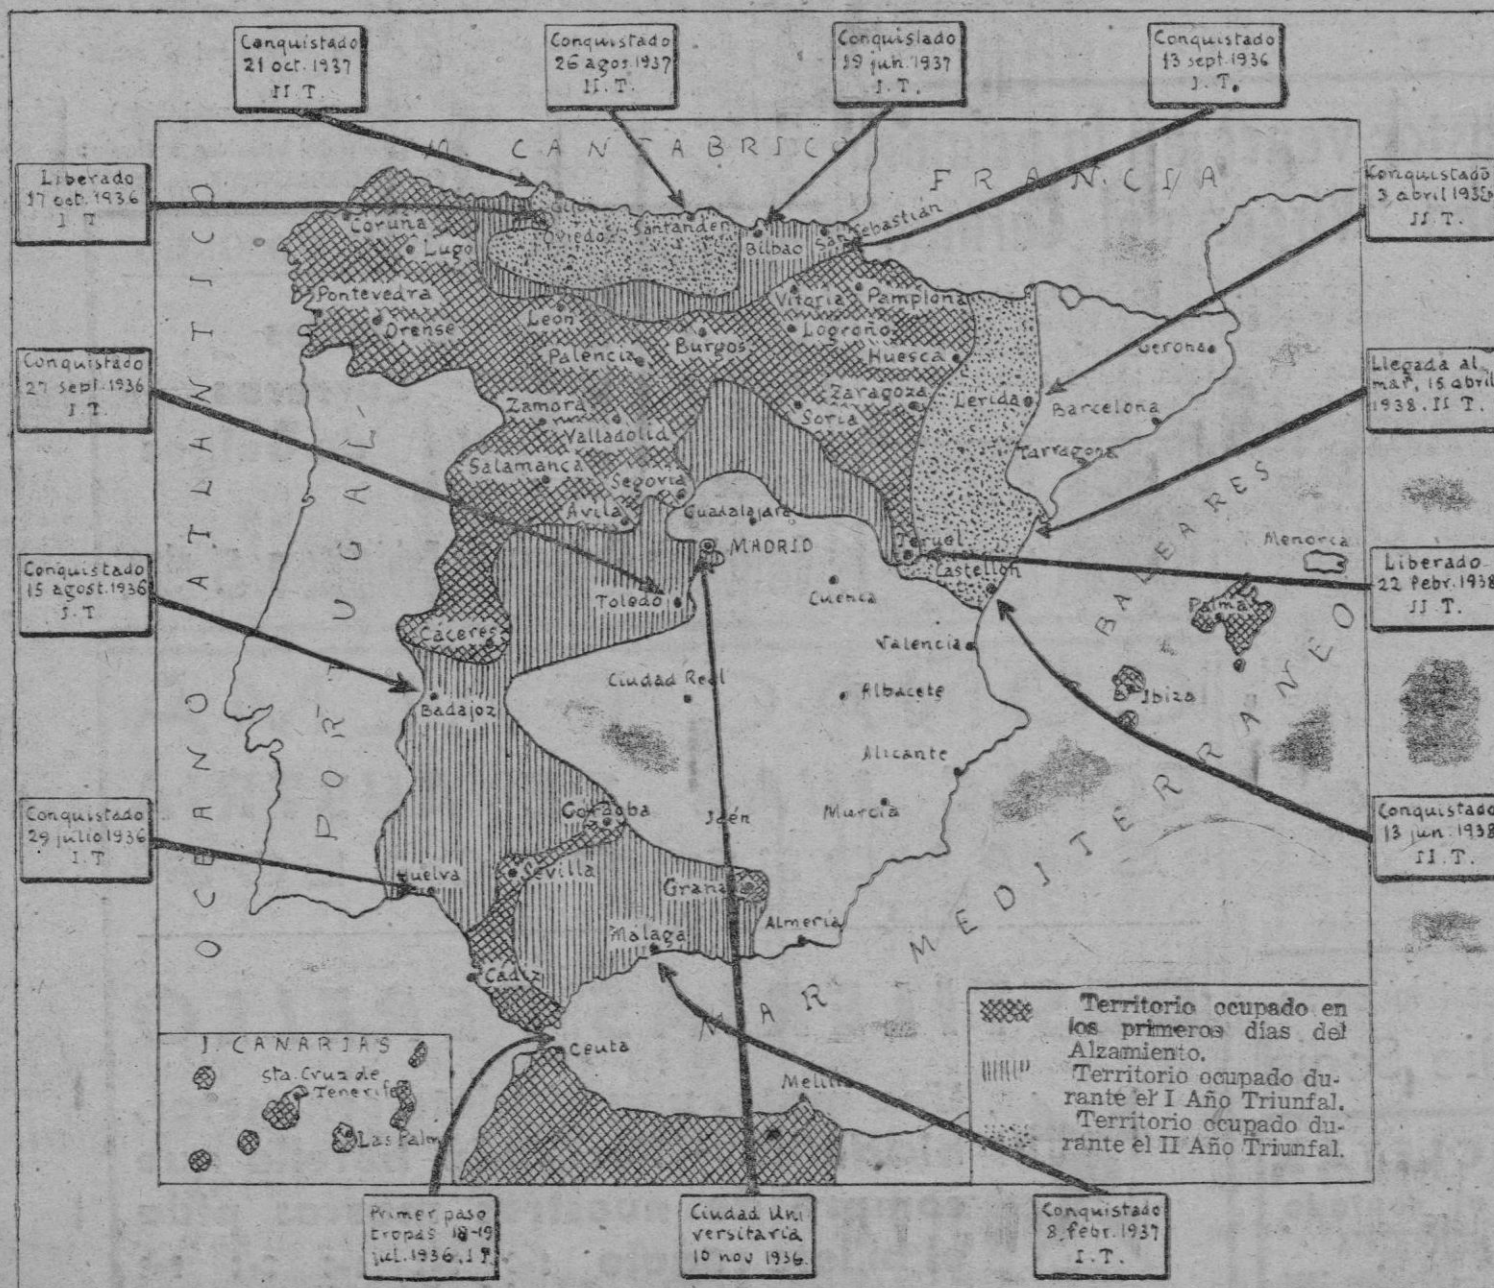 Conquistado
21 oct. 1937
II. T.
Conquistado
26 agos. 1937
II. T.
Conquistado
19 jun. 1937
I. T.
Conquistado
13 sept. 1936
I. T.
Liberado
17 oct. 1936
I. T
Conquistado
3 abril 1938
II. T.
Conquistado
27 sept. 1936
I. T.
Llegada al
mar, 15 abril
1938. II T.
Conquistado
15 agost. 1936
I. T
Liberado
22 febr. 1938
II. T.
Conquistado
29 julio 1936
I. T
Conquistado
13 jun. 1938
II. T.
M. CANTABRICO
FRANCIA
OCEANO ATLANTICO
PORTUGAL
BALEARES
MAR MEDITERRANEO
Coruña
Lugo
Oviedo
Santander
Bilbao
San Sebastián
Pontevedra
Orense
León
Palencia
Burgos
Vitoria
Pamplona
Logroño
Huesca
Gerona
Zamora
Valladolid
Soria
Zaragoza
Lerida
Barcelona
Tarragona
Salamanca
Segovia
Ávila
Guadalajara
MADRID
Teruel
Castellón
Menorca
Toledo
Cuenca
Palma
Cáceres
Valencia
Ciudad Real
Albacete
Ibiza
Badajoz
Alicante
Córdoba
Jaén
Murcia
Huelva
Sevilla
Grana
Málaga
Almería
Cádiz
Ceuta
Melilla
I. CANARIAS
Sta. Cruz de
Tenerife
Las Palm
Territorio ocupado en
los primeros días del
Alzamiento.
Territorio ocupado du-
rante el I Año Triunfal.
Territorio ocupado du-
rante el II Año Triunfal.
Primer paso
tropas 18-19
jul. 1936. I T.
Ciudad Uni
versitaria
10 nov 1936.
Conquistado
8 febr. 1937
I. T.